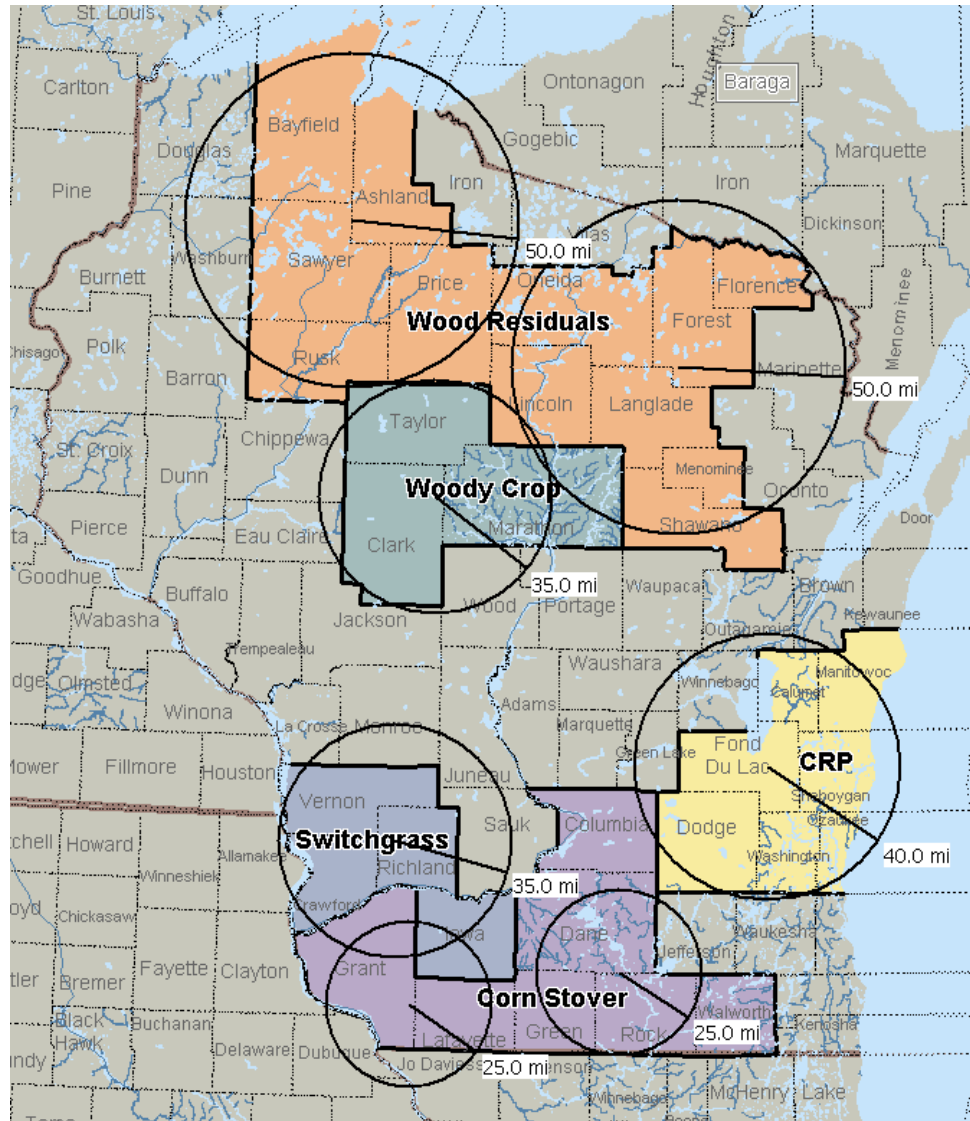 St. Louis
Carlton
Ontonagon
Houghton
Baraga
Bayfield
Douglas
Gogebic
Marquette
Pine
Ashland
Iron
Iron
Dickinson
Washburn
Sawyer
50.0 mi
Vilas
Burnett
Price
Oneida
Florence
Wood Residuals
Forest
Menominee
Polk
Rusk
Marinette
Chisago
Barron
50.0 mi
Lincoln
Langlade
Taylor
Chippewa
St. Croix
Dunn
Menominee
Woody Crop
Oconto
Pierce
Eau Claire
Clark
Marathon
Shawano
Door
Goodhue
35.0 mi
Buffalo
Waupaca
Brown
Wabasha
Jackson
Wood
Portage
Kewaunee
Outagamie
Trempealeau
Waushara
Manitowoc
Olmsted
Winnebago
Calumet
Winona
La Crosse
Monroe
Adams
Marquette
Green Lake
Fond
Du Lac
CRP
Mower
Fillmore
Houston
Juneau
Vernon
Sheboygan
Sauk
Columbia
Dodge
Ozaukee
Howard
Switchgrass
Allamakee
Richland
Washington
40.0 mi
Winneshiek
35.0 mi
Crawford
Chickasaw
Iowa
Dane
Waukesha
Jefferson
Fayette
Clayton
Grant
Bremer
Corn Stover
Walworth
Black
Hawk
Buchanan
Lafayette
Green
Rock
25.0 mi
Kenosha
Delaware
Dubuque
Jo Daviess
25.0 mi
Winnebago
McHenry
Lake